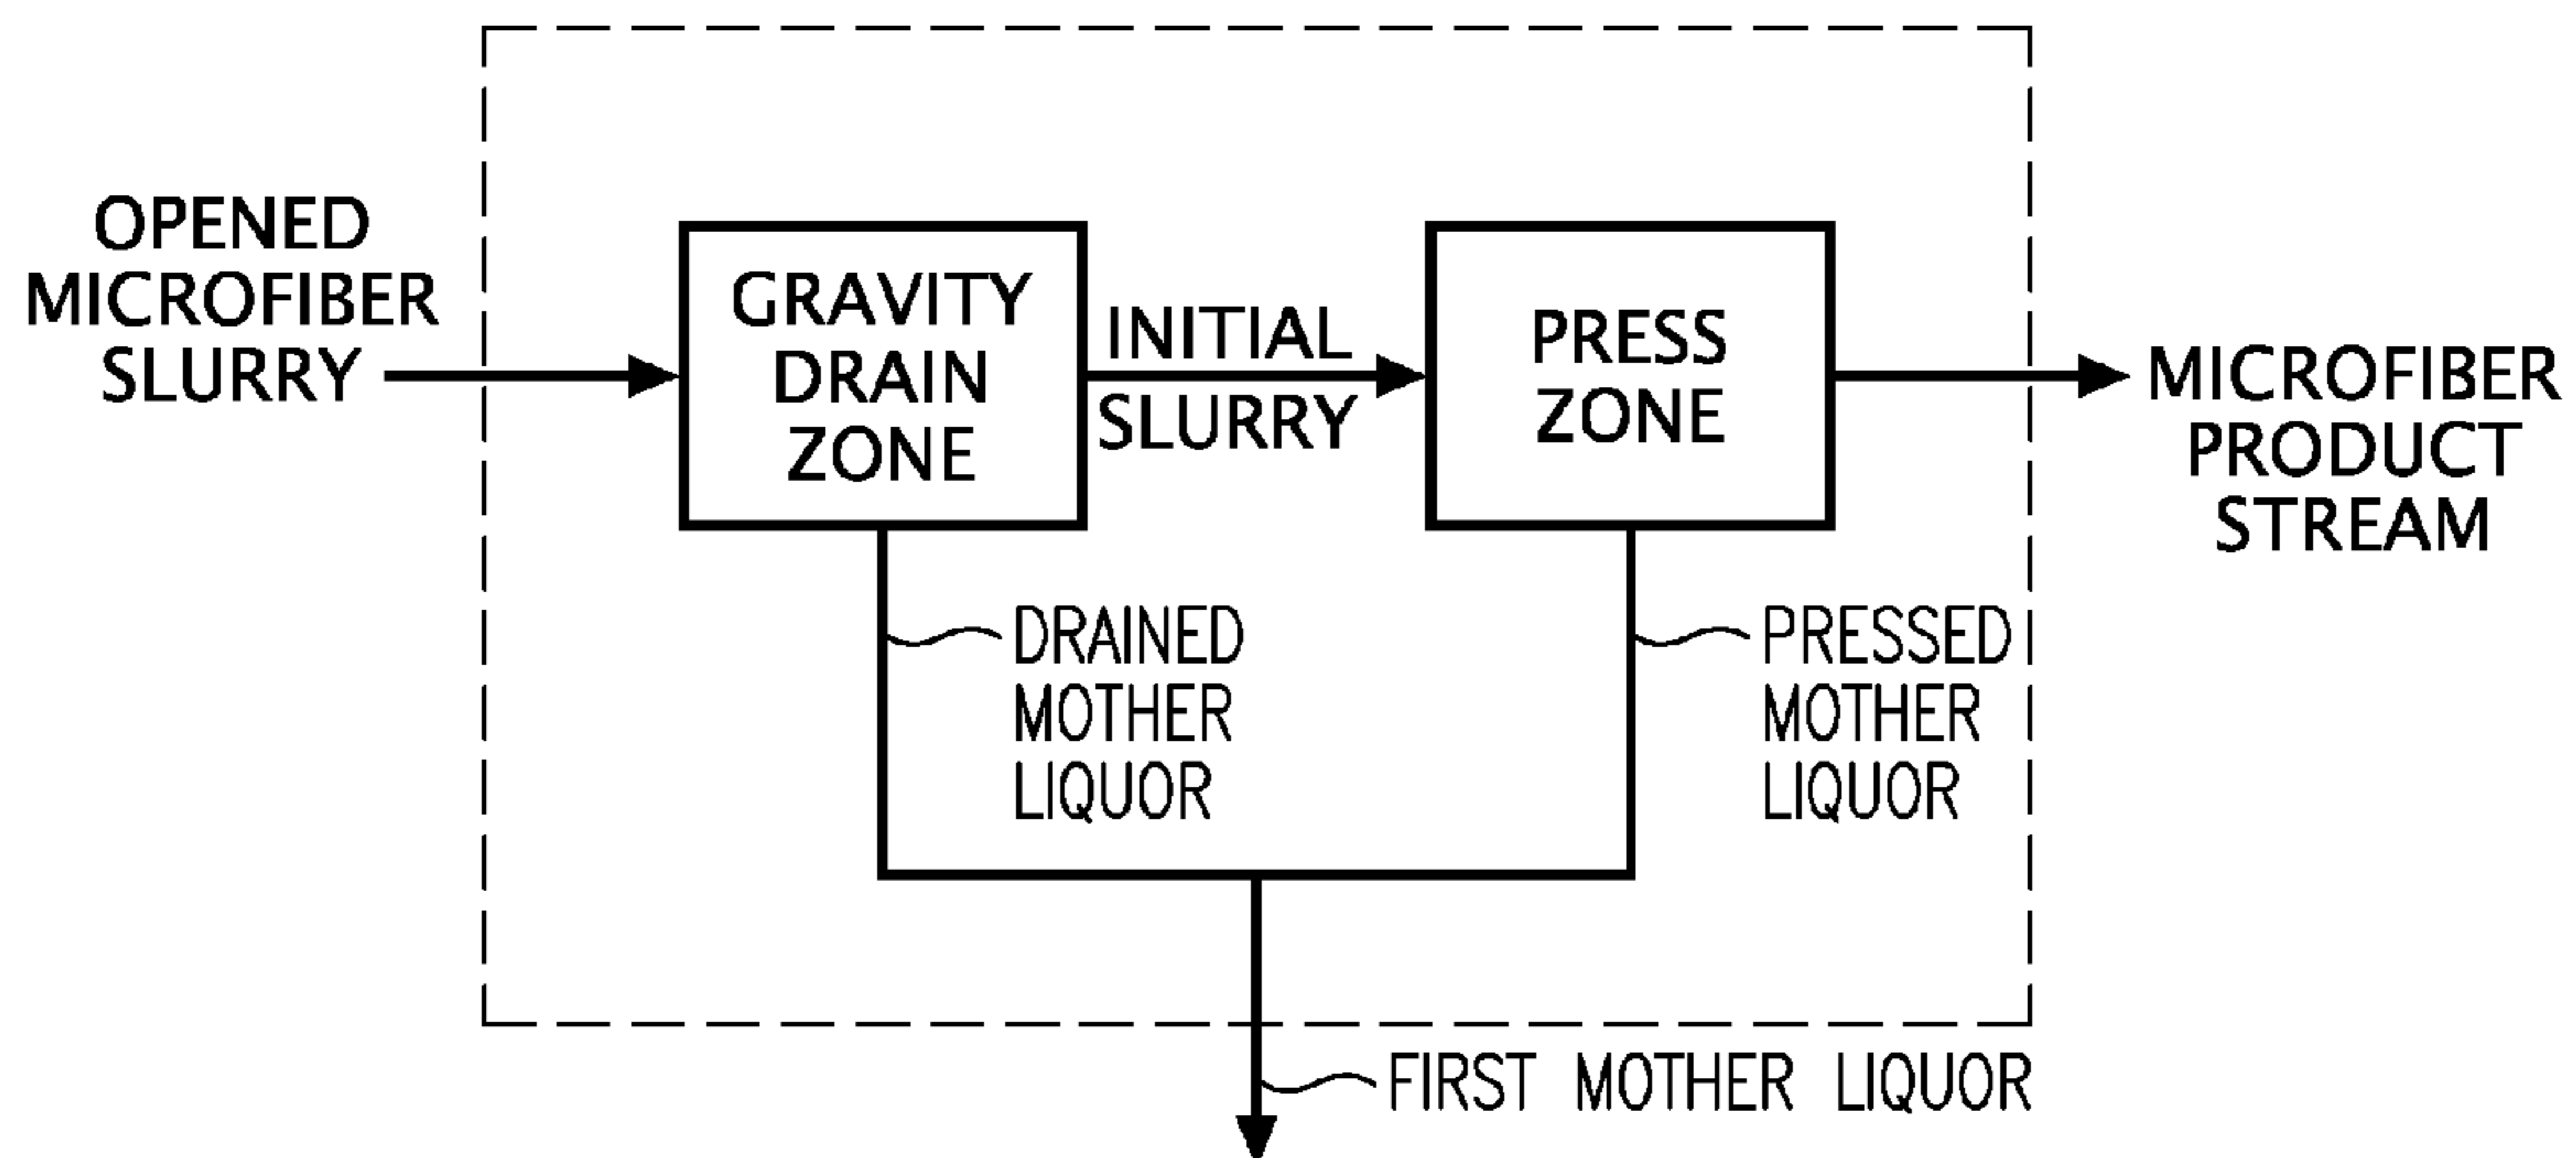 OPENED
MICROFIBER
SLURRY
GRAVITY
DRAIN
ZONE
INITIAL
SLURRY
PRESS
ZONE
MICROFIBER
PRODUCT
STREAM
DRAINED
MOTHER
LIQUOR
PRESSED
MOTHER
LIQUOR
FIRST MOTHER LIQUOR